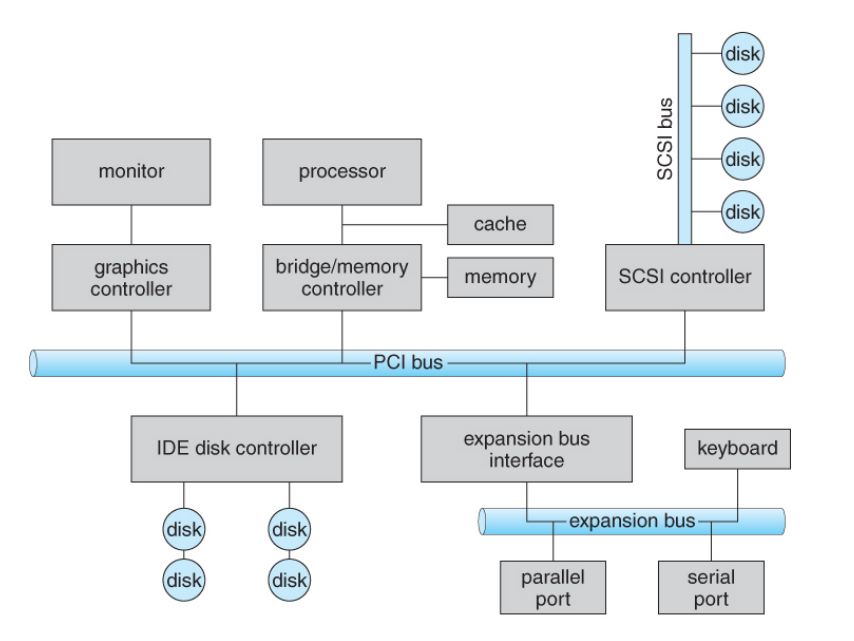 disk
disk
SCSI bus
disk
disk
monitor
processor
cache
graphics
controller
bridge/memory
controller
memory
SCSI controller
PCI bus
IDE disk controller
expansion bus
interface
keyboard
disk
disk
expansion bus
disk
disk
parallel
port
serial
port